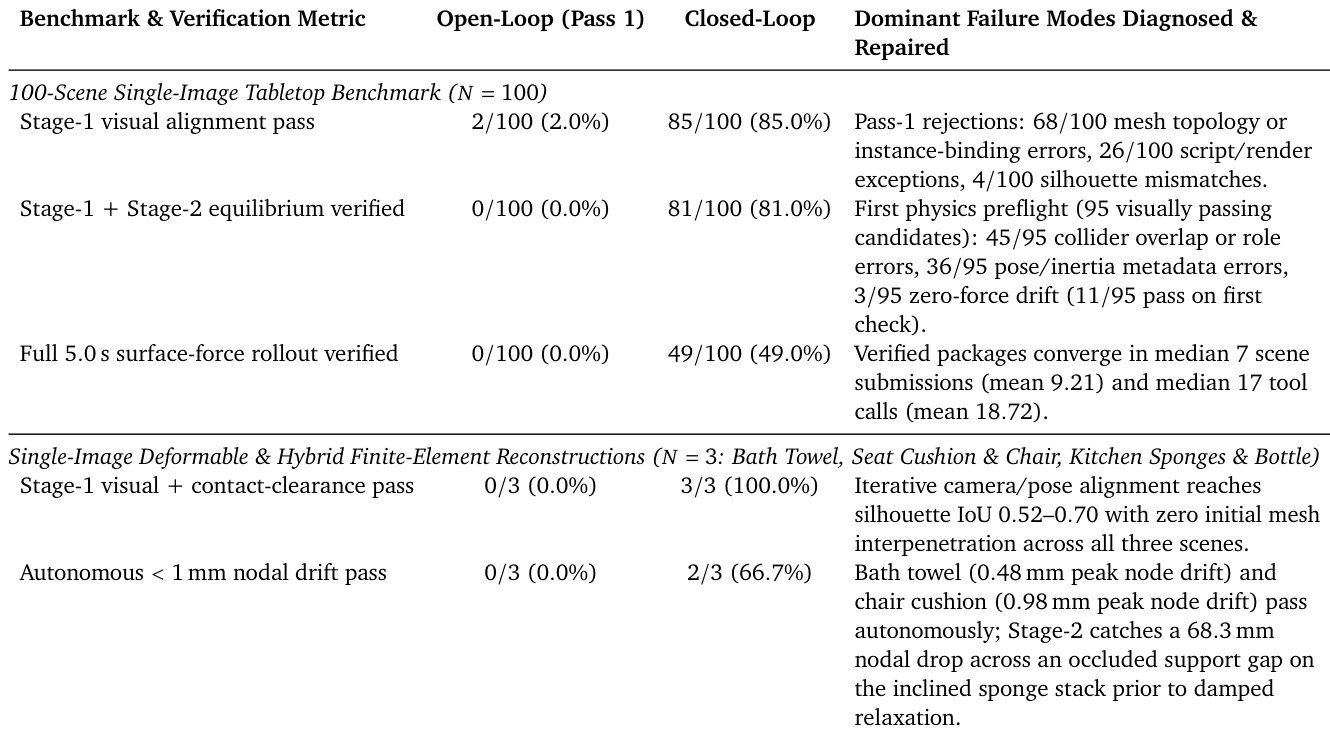 Benchmark & Verification Metric Open-Loop (Pass 1) Closed-Loop Dominant Failure Modes Diagnosed &
Repaired
100-Scene Single-Image Tabletop Benchmark (N = 100)
Stage-1 visual alignment pass 2/100 (2.0%) 85/100 (85.0%) Pass-1 rejections: 68/100 mesh topology or
instance-binding errors, 26/100 script/render
exceptions, 4/100 silhouette mismatches.
Stage-1 + Stage-2 equilibrium verified 0/100 (0.0%) 81/100 (81.0%) First physics preflight (95 visually passing
candidates): 45/95 collider overlap or role
errors, 36/95 pose/inertia metadata errors,
3/95 zero-force drift (11/95 pass on first
check).
Full 5.0 s surface-force rollout verified 0/100 (0.0%) 49/100 (49.0%) Verified packages converge in median 7 scene
submissions (mean 9.21) and median 17 tool
calls (mean 18.72).
Single-Image Deformable & Hybrid Finite-Element Reconstructions (N = 3: Bath Towel, Seat Cushion & Chair, Kitchen Sponges & Bottle)
Stage-1 visual + contact-clearance pass 0/3 (0.0%) 3/3 (100.0%) Iterative camera/pose alignment reaches
silhouette IoU 0.52–0.70 with zero initial mesh
interpenetration across all three scenes.
Autonomous < 1 mm nodal drift pass 0/3 (0.0%) 2/3 (66.7%) Bath towel (0.48 mm peak node drift) and
chair cushion (0.98 mm peak node drift) pass
autonomously; Stage-2 catches a 68.3 mm
nodal drop across an occluded support gap on
the inclined sponge stack prior to damped
relaxation.